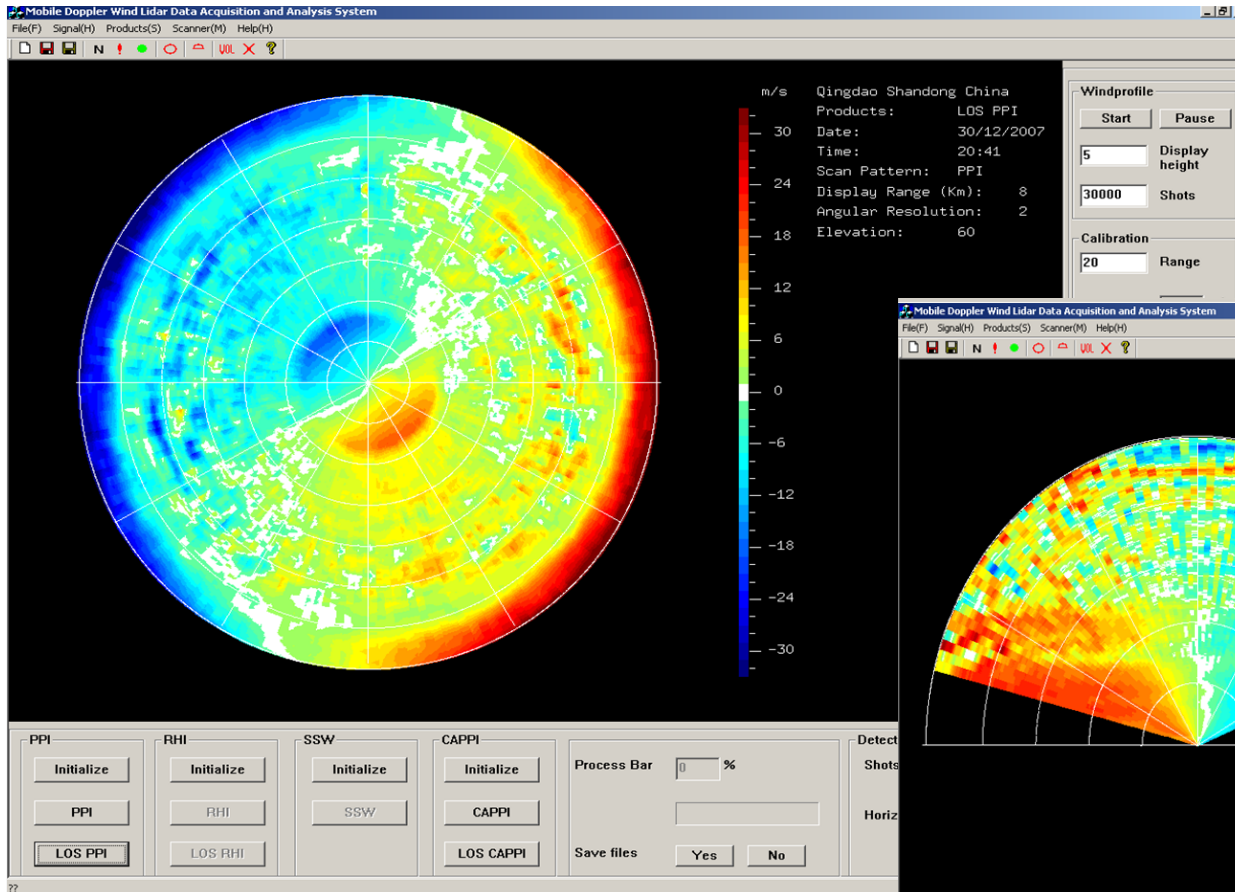 Mobile Doppler Wind Lidar Data Acquisition and Analysis System
File(F) Signal(H) Products(S) Scanner(M) Help(H)
N VOL
m/s
30
24
18
12
6
0
-6
-12
-18
-24
-30
Qingdao Shandong China
Products: LOS PPI
Date: 30/12/2007
Time: 20:41
Scan Pattern: PPI
Display Range (Km): 8
Angular Resolution: 2
Elevation: 60
Windprofile
Start Pause
5 Display height
30000 Shots
Calibration
20 Range
Mobile Doppler Wind Lidar Data Acquisition and Analysis System
File(F) Signal(H) Products(S) Scanner(M) Help(H)
N VOL
PPI
Initialize
PPI
LOS PPI
RHI
Initialize
RHI
LOS RHI
SSW
Initialize
SSW
CAPPI
Initialize
CAPPI
LOS CAPPI
Process Bar 0 %
Save files Yes No
Detect
Shots
Horiz
??